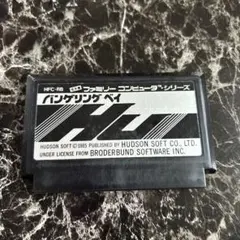 HFC-RB ファミリー コンピュータ シリーズ
バンゲリング ベイ
HUDSON SOFT © 1985 PUBLISHED BY HUDSON SOFT CO., LTD.
UNDER LICENSE FROM BRODERBUND SOFTWARE INC.